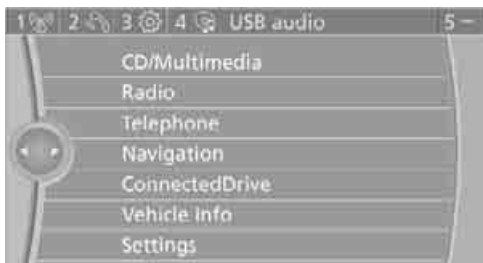 1 2 3 4 USB audio 5 –
CD/Multimedia
Radio
Telephone
Navigation
ConnectedDrive
Vehicle Info
Settings